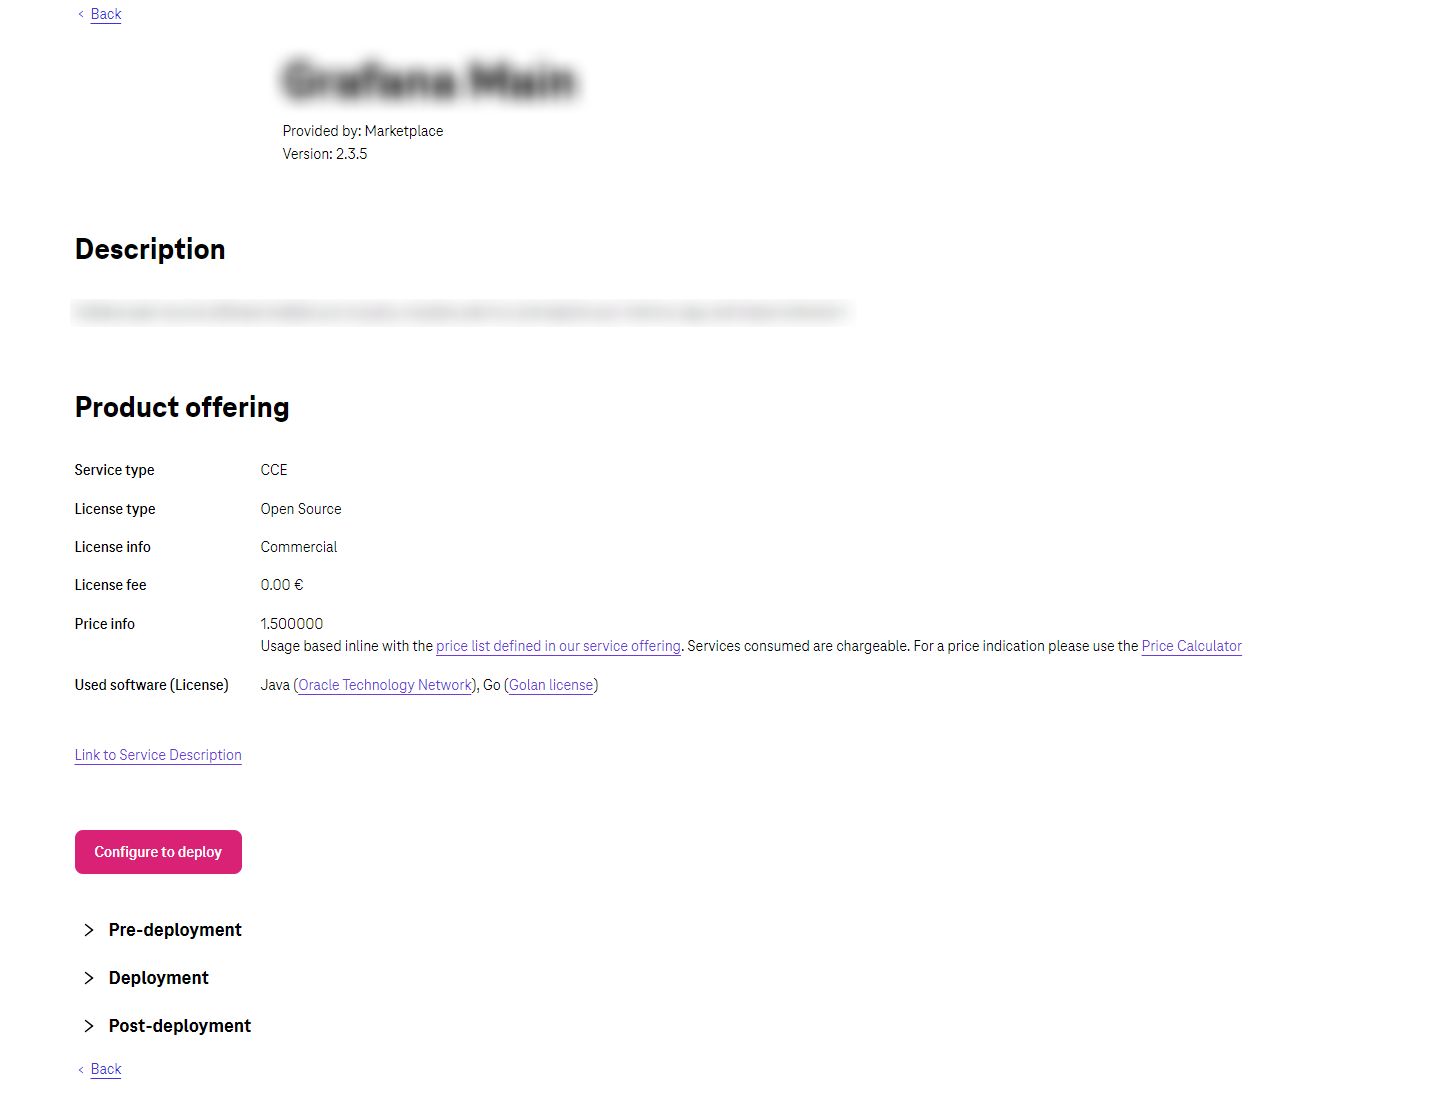 Back
Grafana Main
Provided by: Marketplace
Version: 2.3.5
Description
Product offering
Service type CCE
License type Open Source
License info Commercial
License fee 0.00 €
Price info 1.500000
Usage based inline with the price list defined in our service offering. Services consumed are chargeable. For a price indication please use the Price Calculator
Used software (License) Java (Oracle Technology Network), Go (Golan license)
Link to Service Description
Configure to deploy
Pre-deployment
Deployment
Post-deployment
Back